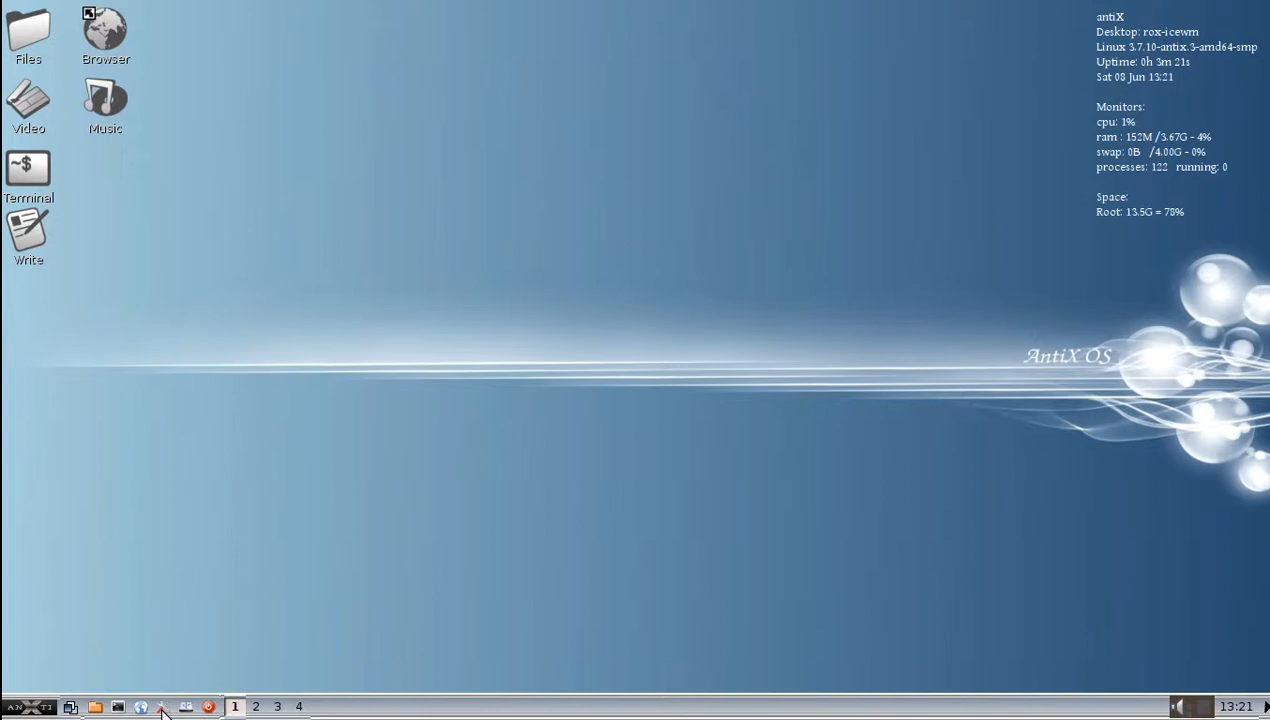 Files
Browser
Video
Music
~$
Terminal
Write
antiX
Desktop: rox-icewm
Linux 3.7.10-antix.3-amd64-smp
Uptime: 0h 3m 21s
Sat 08 Jun 13:21
Monitors:
cpu: 1%
ram : 152M /3.67G - 4%
swap: 0B /4.00G - 0%
processes: 122 running: 0
Space:
Root: 13.5G = 78%
AntiX OS
ANXTI 1 2 3 4 13:21